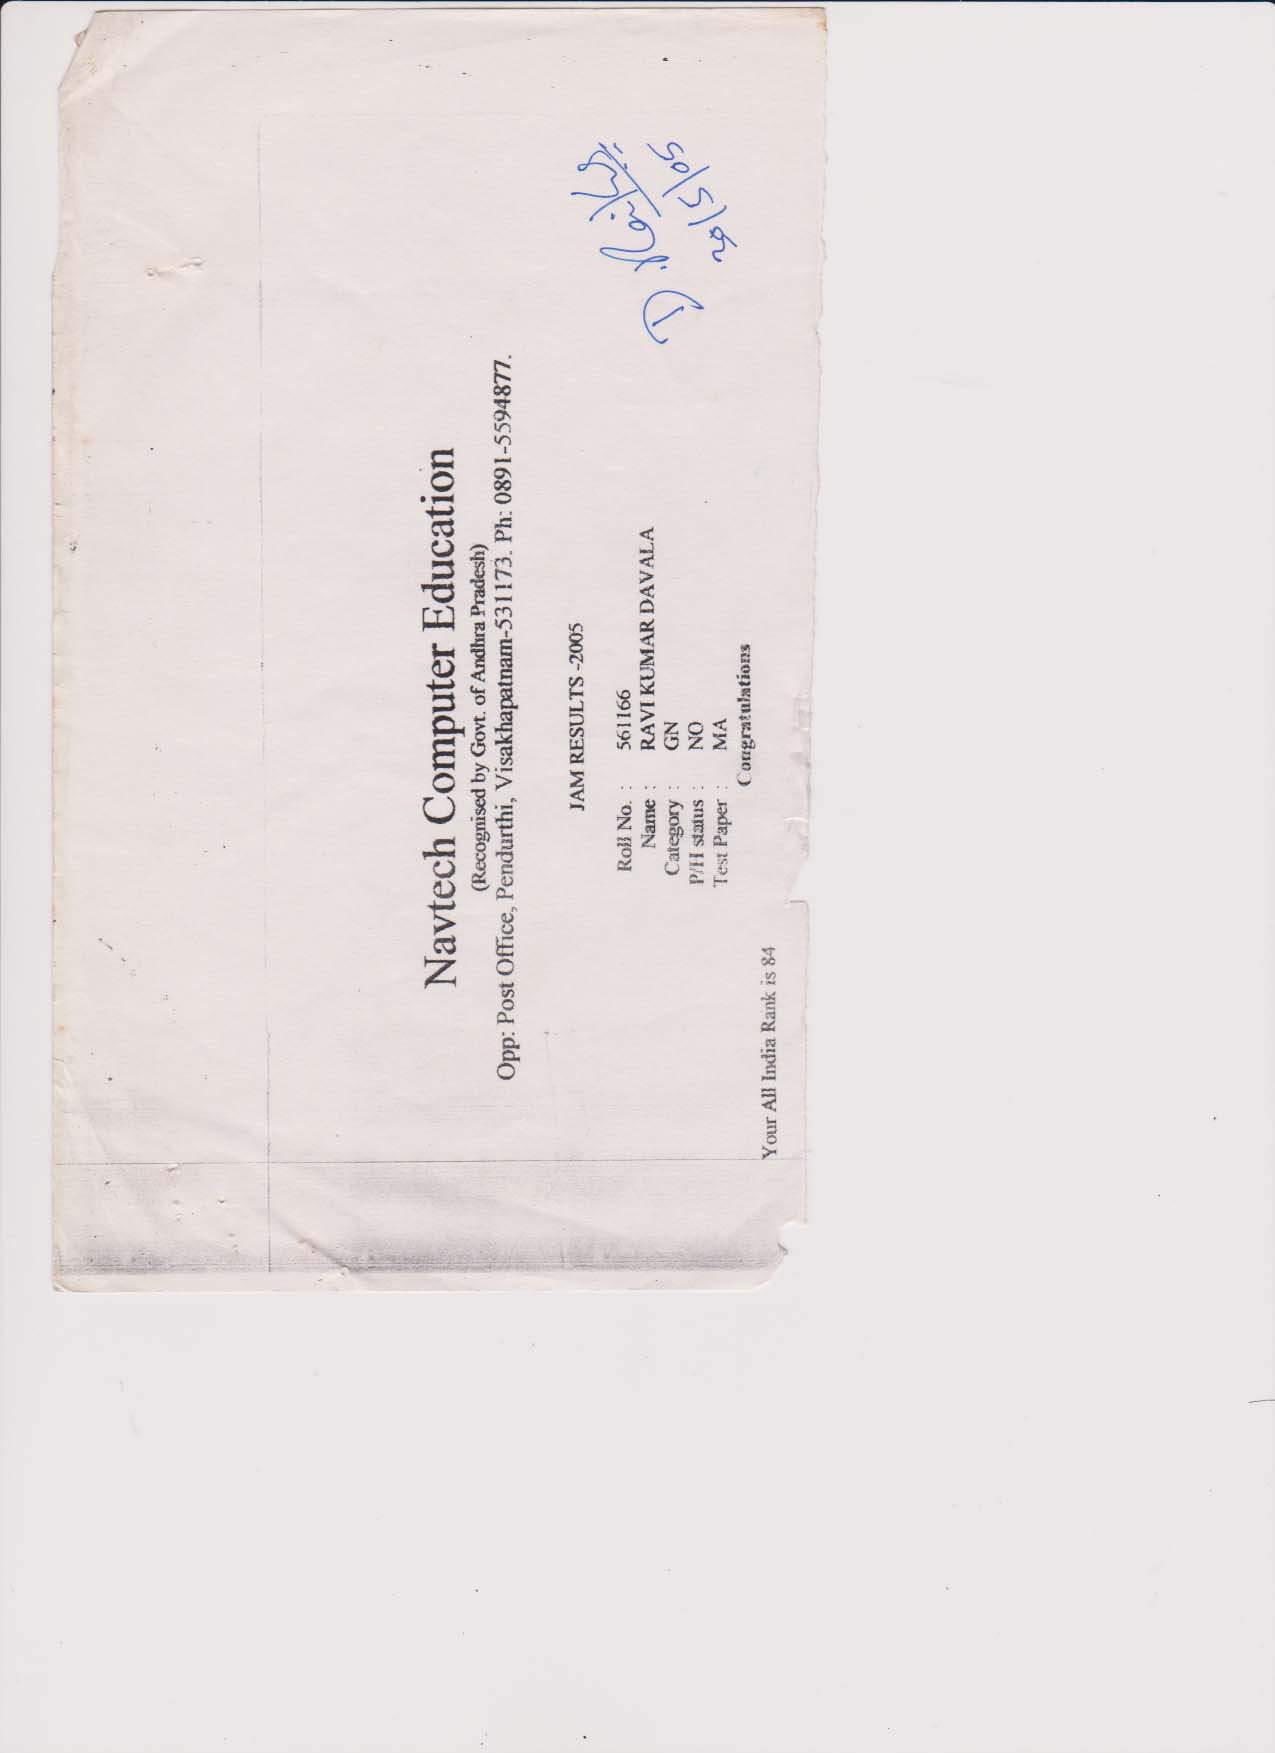 Navtech Computer Education
(Recognised by Govt. of Andhra Pradesh)
Opp: Post Office, Pendurthi, Visakhapatnam-531173. Ph: 0891-5594877.
JAM RESULTS -2005
Roll No. : 561166
Name : RAVI KUMAR DAVALA
Category : GN
P/H status : NO
Test Paper : MA
Congratulations
Your All India Rank is 84
D.